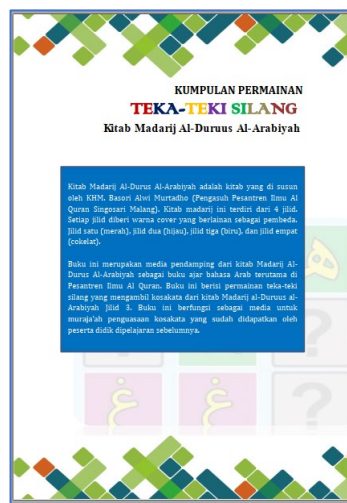 KUMPULAN PERMAINAN
TEKA-TEKI SILANG
Kitab Madarij Al-Duruus Al-Arabiyah
Kitab Madarij Al-Durus Al-Arabiyah adalah kitab yang di susun
oleh KHM. Basori Alwi Murtadho (Pengasuh Pesantren Ilmu Al
Quran Singosari Malang). Kitab madarij ini terdiri dari 4 jilid.
Setiap jilid diberi warna cover yang berlainan sebagai pembeda.
Jilid satu (merah), jilid dua (hijau), jilid tiga (biru), dan jilid empat
(cokelat).
Buku ini merupakan media pendamping dari kitab Madarij Al-
Durus Al-Arabiyah sebagai buku ajar bahasa Arab terutama di
Pesantren Ilmu Al Quran. Buku ini berisi permainan teka-teki
silang yang mengambil kosakata dari kitab Madarij al-Duruus al-
Arabiyah Jilid 3. Buku ini berfungsi sebagai media untuk
muraja'ah penguasaan kosakata yang sudah didapatkan oleh
peserta didik dipelajaran sebelumnya.
ه
?
?
غ
غ
?